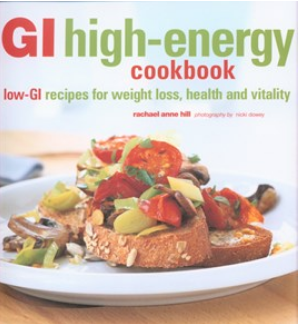 GI high-energy
cookbook
low-GI recipes for weight loss, health and vitality
rachael anne hill photography by nicki dowey